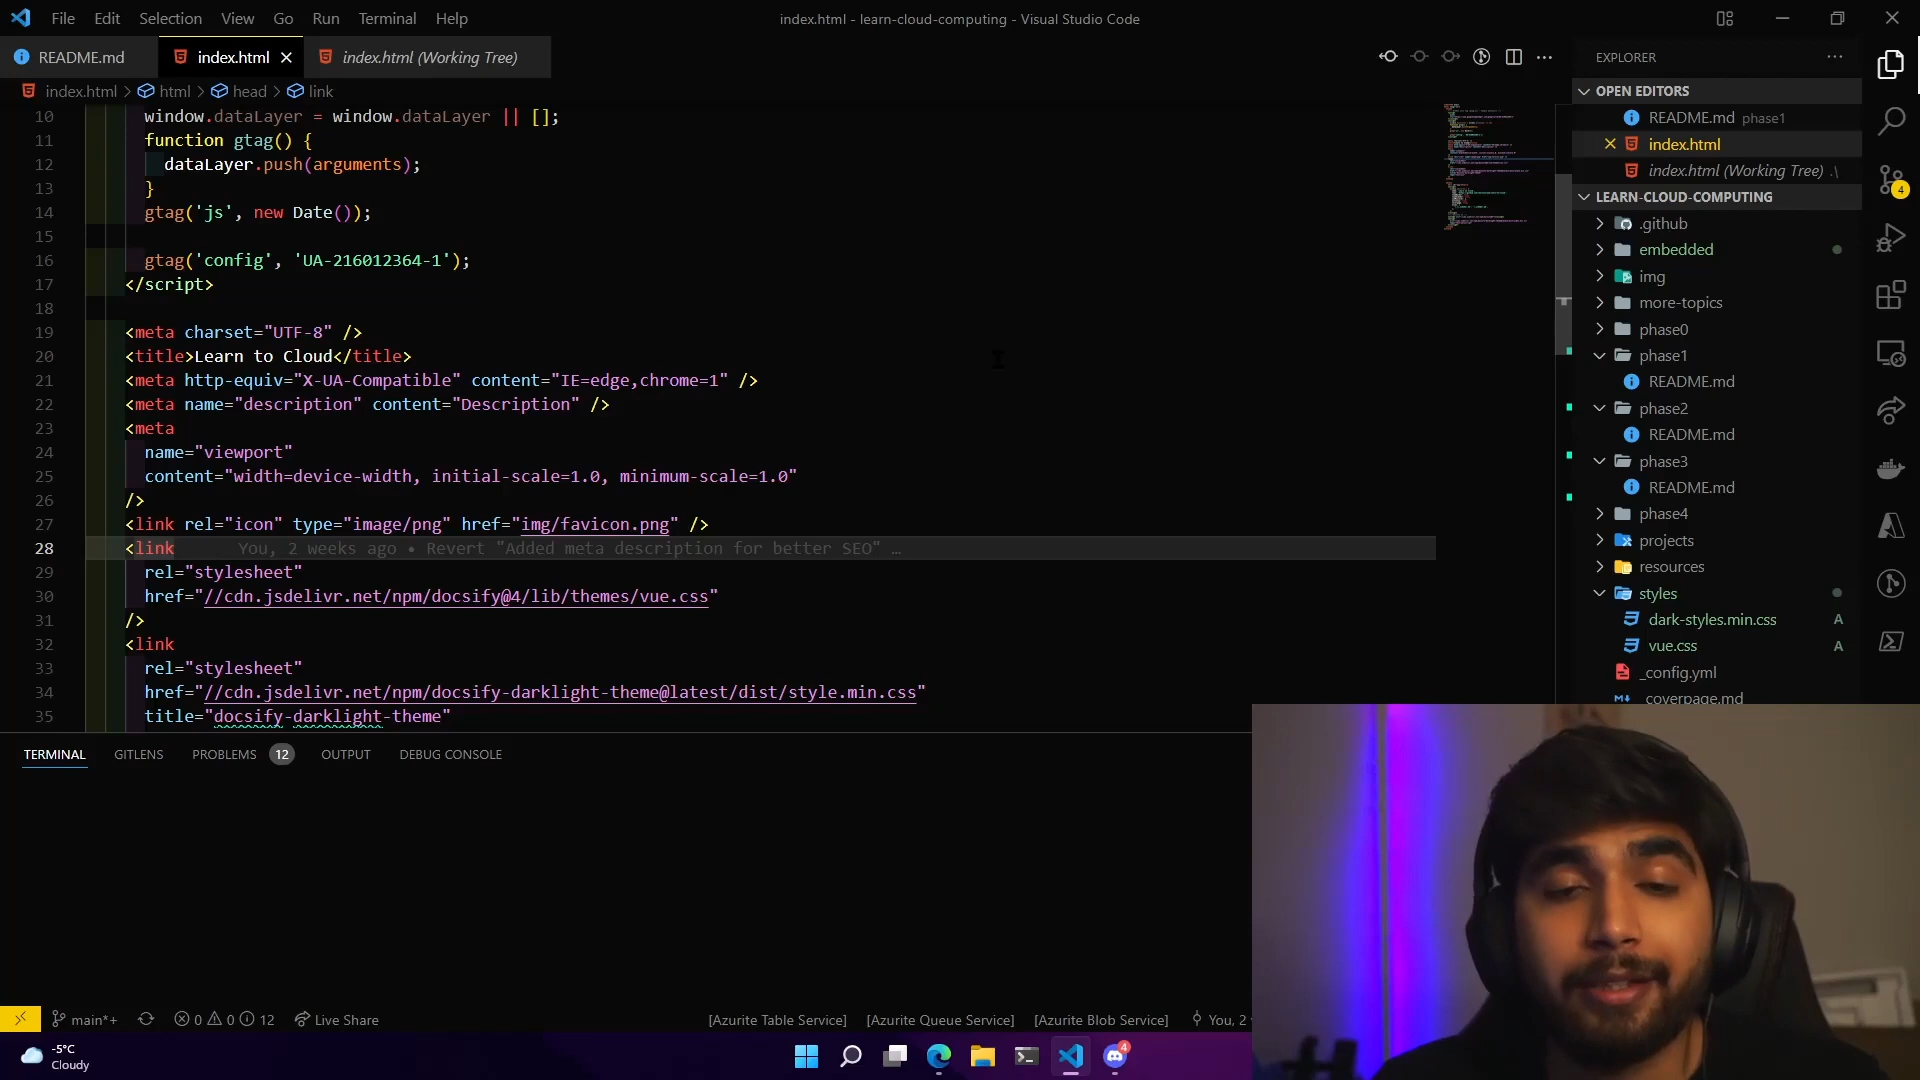 File Edit Selection View Go Run Terminal Help
index.html - learn-cloud-computing - Visual Studio Code
README.md
index.html
index.html (Working Tree)
index.html > html > head > link
10 window.dataLayer = window.dataLayer || [];
11 function gtag() {
12 dataLayer.push(arguments);
13 }
14 gtag('js', new Date());
15
16 gtag('config', 'UA-216012364-1');
17 </script>
18
19 <meta charset="UTF-8" />
20 <title>Learn to Cloud</title>
21 <meta http-equiv="X-UA-Compatible" content="IE=edge,chrome=1" />
22 <meta name="description" content="Description" />
23 <meta
24 name="viewport"
25 content="width=device-width, initial-scale=1.0, minimum-scale=1.0"
26 />
27 <link rel="icon" type="image/png" href="img/favicon.png" />
28 <link You, 2 weeks ago • Revert "Added meta description for better SEO" …
29 rel="stylesheet"
30 href="//cdn.jsdelivr.net/npm/docsify@4/lib/themes/vue.css"
31 />
32 <link
33 rel="stylesheet"
34 href="//cdn.jsdelivr.net/npm/docsify-darklight-theme@latest/dist/style.min.css"
35 title="docsify-darklight-theme"
EXPLORER
OPEN EDITORS
README.md phase1
index.html
index.html (Working Tree) .\
LEARN-CLOUD-COMPUTING
.github
embedded
img
more-topics
phase0
phase1
README.md
phase2
README.md
phase3
README.md
phase4
projects
resources
styles
dark-styles.min.css A
vue.css A
_config.yml
_coverpage.md
4
TERMINAL GITLENS PROBLEMS 12 OUTPUT DEBUG CONSOLE
main*+ 0 0 12 Live Share
[Azurite Table Service] [Azurite Queue Service] [Azurite Blob Service] You, 2
-5°C
Cloudy
4